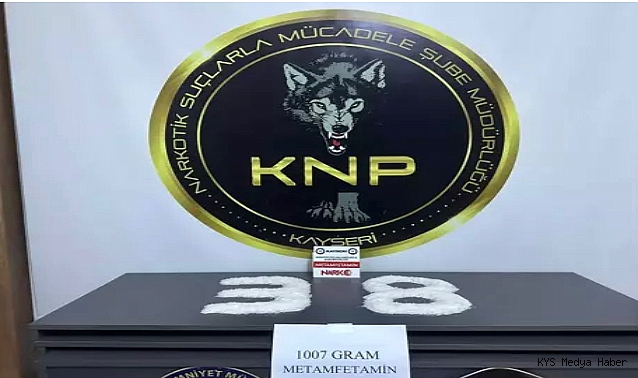 NARKOTİK SUÇLARLA MÜCADELE ŞUBE MÜDÜRLÜĞÜ
KNP
KAYSERİ
METAMFETAMİN
NARKO
38
1007 GRAM
METAMFETAMİN
KYS Medya Haber